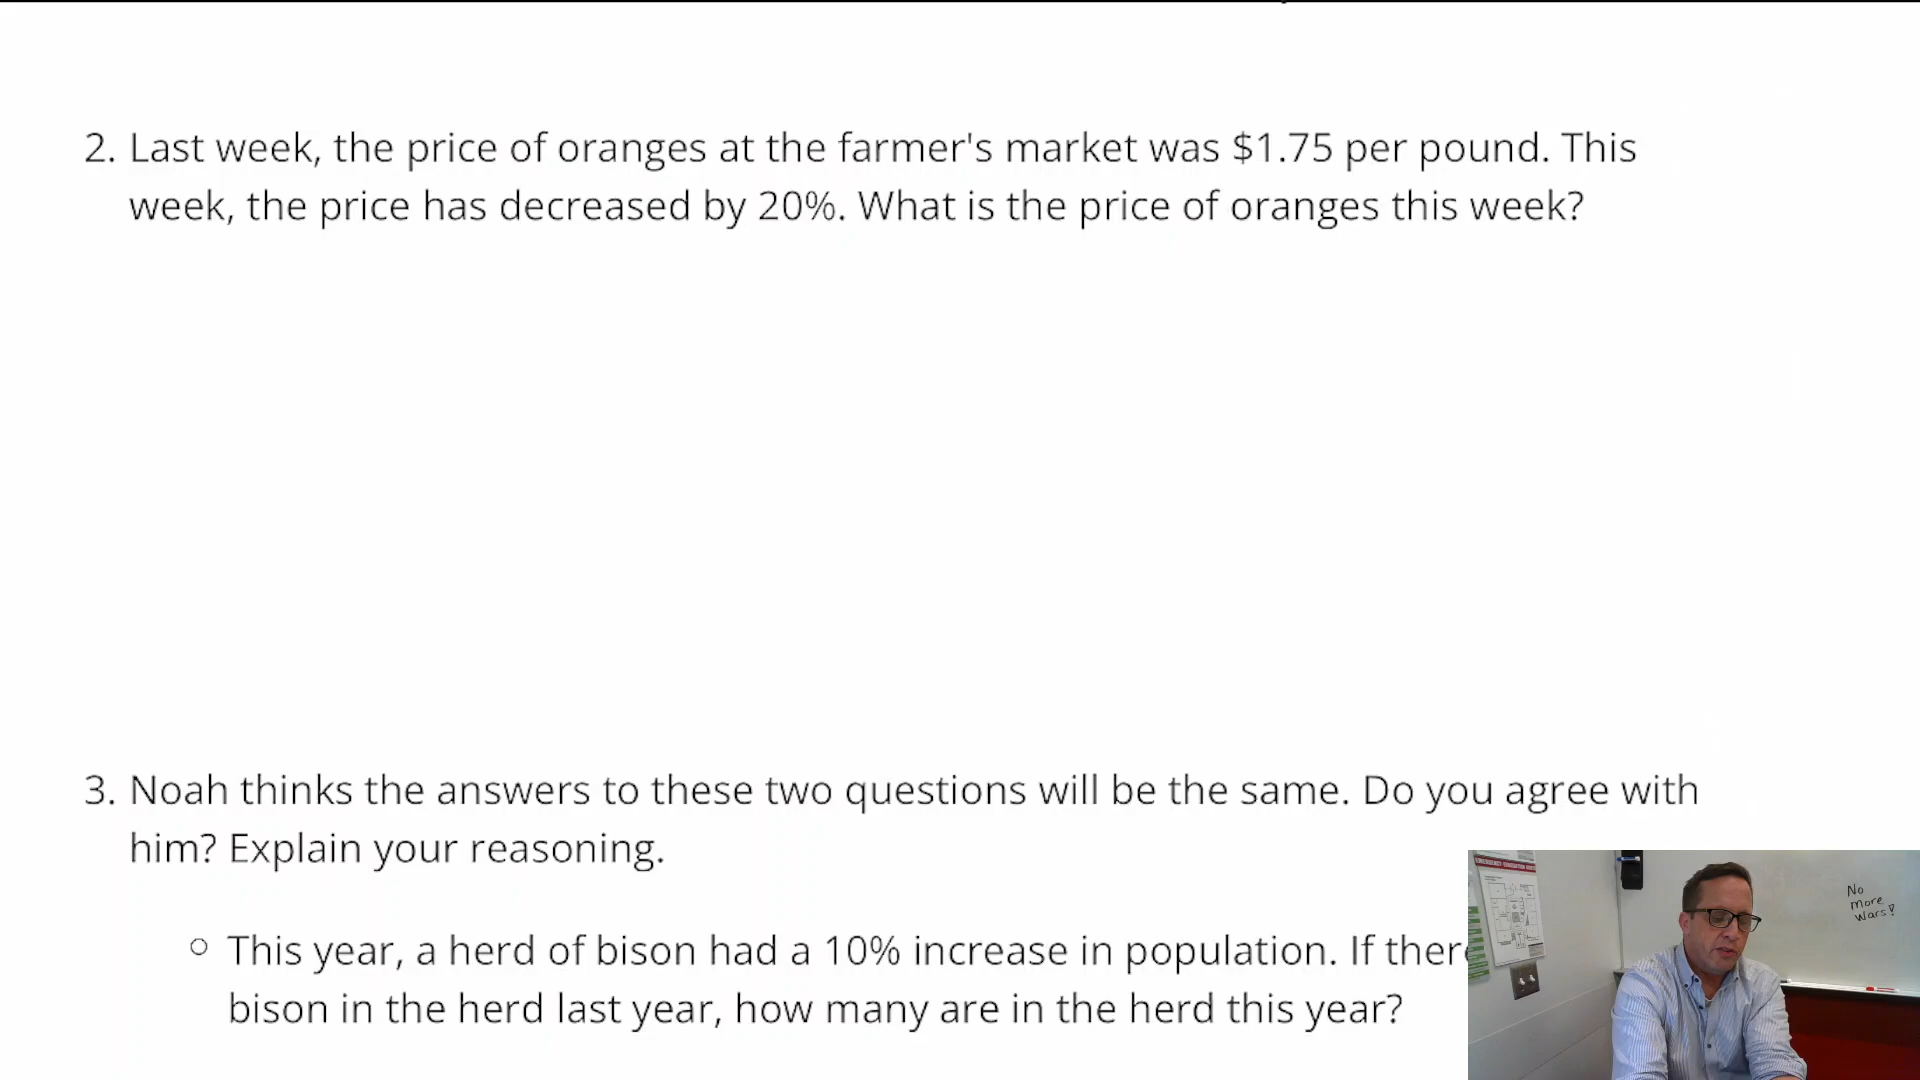 2. Last week, the price of oranges at the farmer's market was $1.75 per pound. This
week, the price has decreased by 20%. What is the price of oranges this week?
3. Noah thinks the answers to these two questions will be the same. Do you agree with
him? Explain your reasoning.
○ This year, a herd of bison had a 10% increase in population. If
bison in the herd last year, how many are in the herd this year?
No
more
wars!